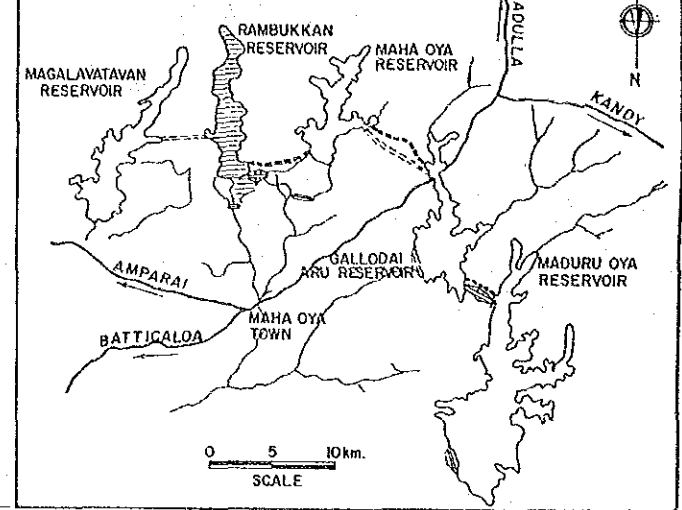 ADULLA
RAMBUKKAN
RESERVOIR
MAHA OYA
RESERVOIR
MAGALAVATAVAN
RESERVOIR
N
KANDY
GALLODAI
ARU RESERVOIR
MADURU OYA
RESERVOIR
AMPARAI
MAHA OYA
TOWN
BATTICALOA
0 5 10km.
SCALE